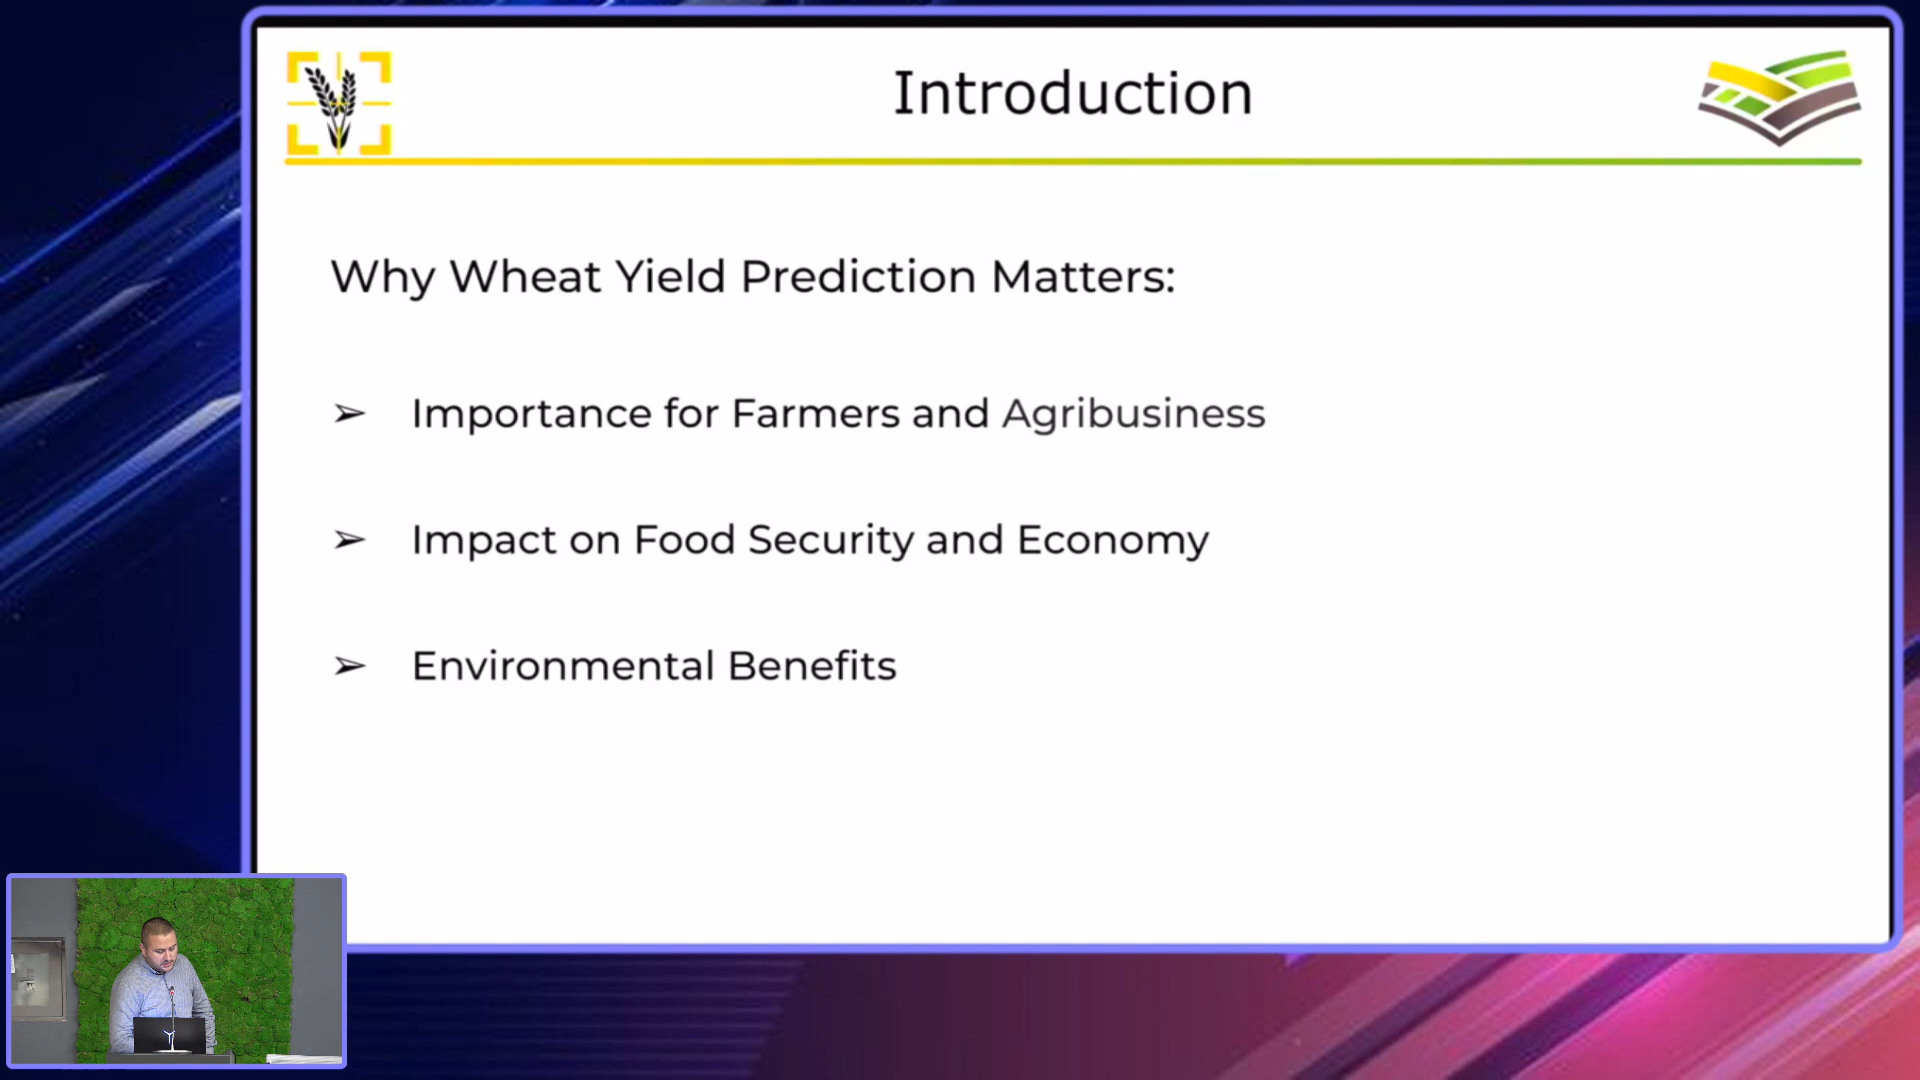 Introduction
Why Wheat Yield Prediction Matters:
➢ Importance for Farmers and Agribusiness
➢ Impact on Food Security and Economy
➢ Environmental Benefits